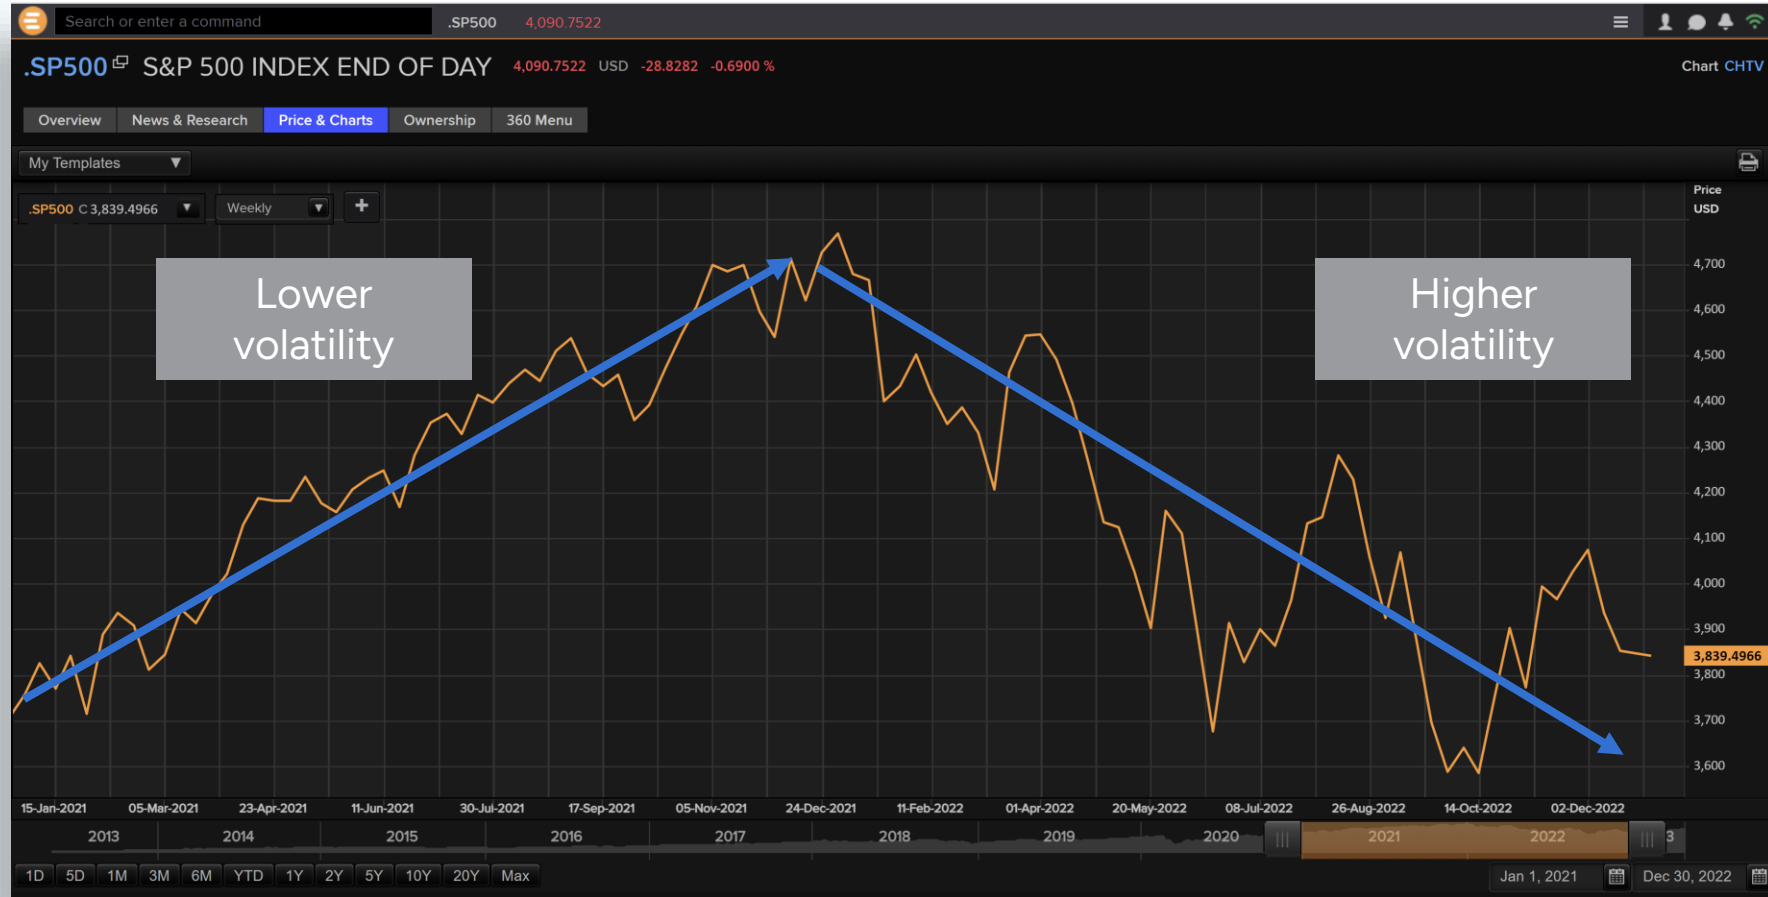 Search or enter a command .SP500 4,090.7522
.SP500 S&P 500 INDEX END OF DAY 4,090.7522 USD -28.8282 -0.6900 % Chart CHTV
Overview News & Research Price & Charts Ownership 360 Menu
My Templates
.SP500 C 3,839.4966 Weekly +
Price
USD
Lower
volatility
Higher
volatility
4,700
4,600
4,500
4,400
4,300
4,200
4,100
4,000
3,900
3,839.4966
3,800
3,700
3,600
15-Jan-2021 05-Mar-2021 23-Apr-2021 11-Jun-2021 30-Jul-2021 17-Sep-2021 05-Nov-2021 24-Dec-2021 11-Feb-2022 01-Apr-2022 20-May-2022 08-Jul-2022 26-Aug-2022 14-Oct-2022 02-Dec-2022
2013 2014 2015 2016 2017 2018 2019 2020 2021 2022 3
1D 5D 1M 3M 6M YTD 1Y 2Y 5Y 10Y 20Y Max Jan 1, 2021 Dec 30, 2022